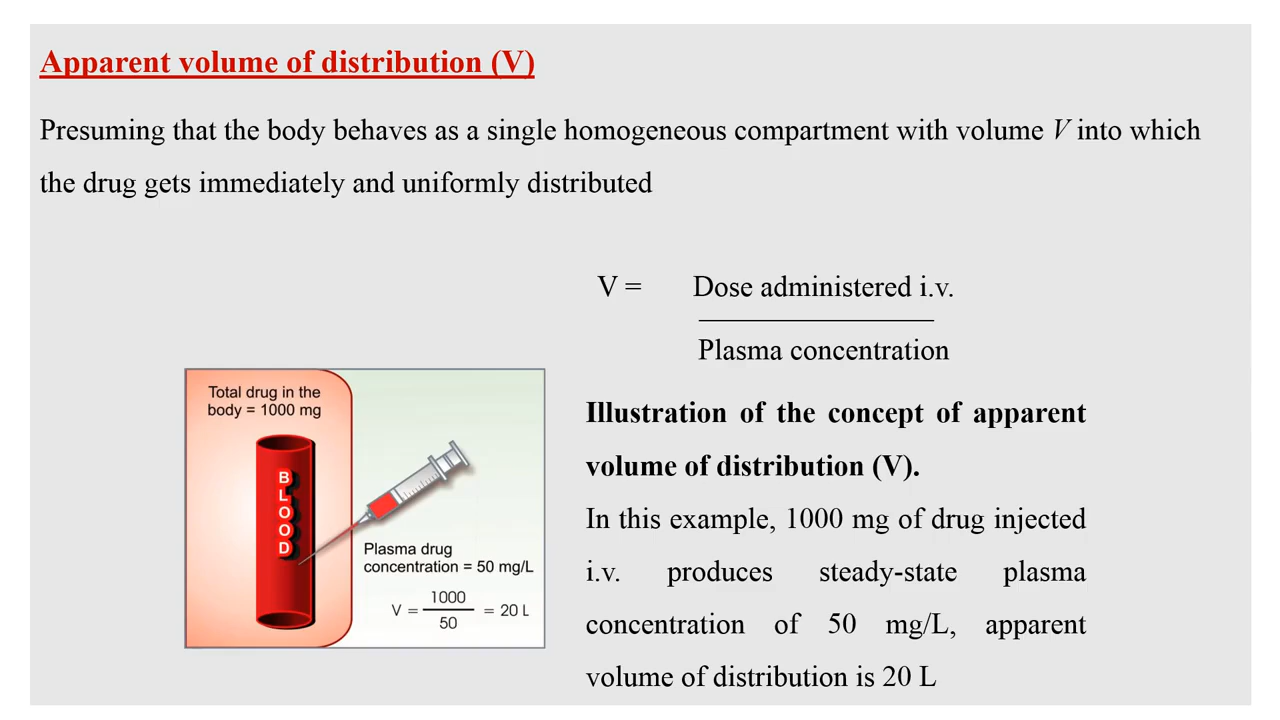 Apparent volume of distribution (V)
Presuming that the body behaves as a single homogeneous compartment with volume V into which
the drug gets immediately and uniformly distributed
V = Dose administered i.v.
Plasma concentration
Total drug in the
body = 1000 mg
BLOOD
Plasma drug
concentration = 50 mg/L
V = 1000 = 20 L
50
Illustration of the concept of apparent
volume of distribution (V).
In this example, 1000 mg of drug injected
i.v. produces steady-state plasma
concentration of 50 mg/L, apparent
volume of distribution is 20 L